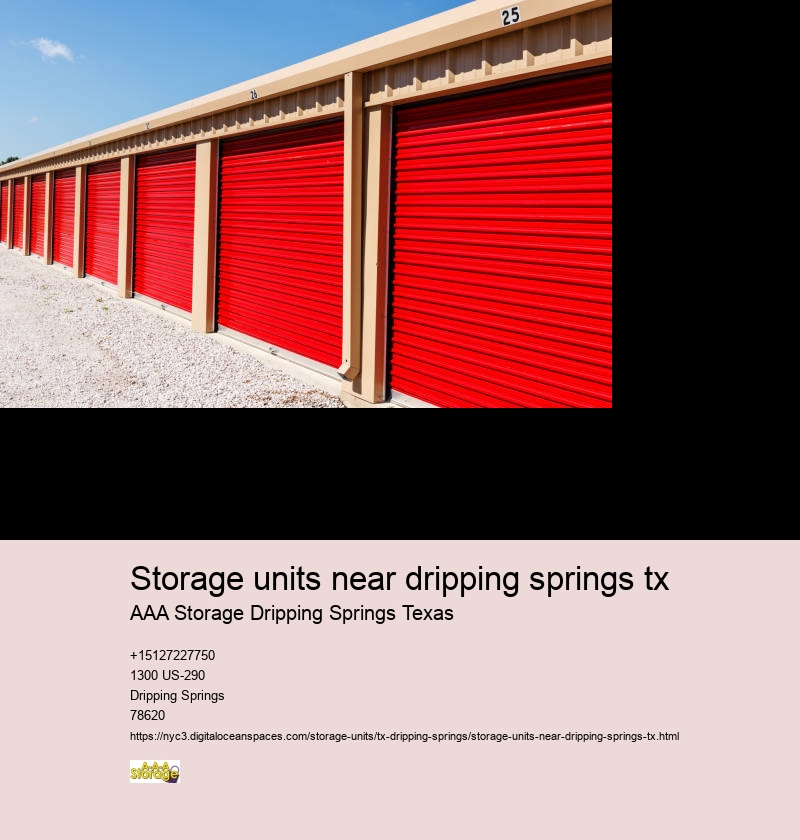 25
26
Storage units near dripping springs tx
AAA Storage Dripping Springs Texas
+15127227750
1300 US-290
Dripping Springs
78620
https://nyc3.digitaloceanspaces.com/storage-units/tx-dripping-springs/storage-units-near-dripping-springs-tx.html
A-A-A
Storage